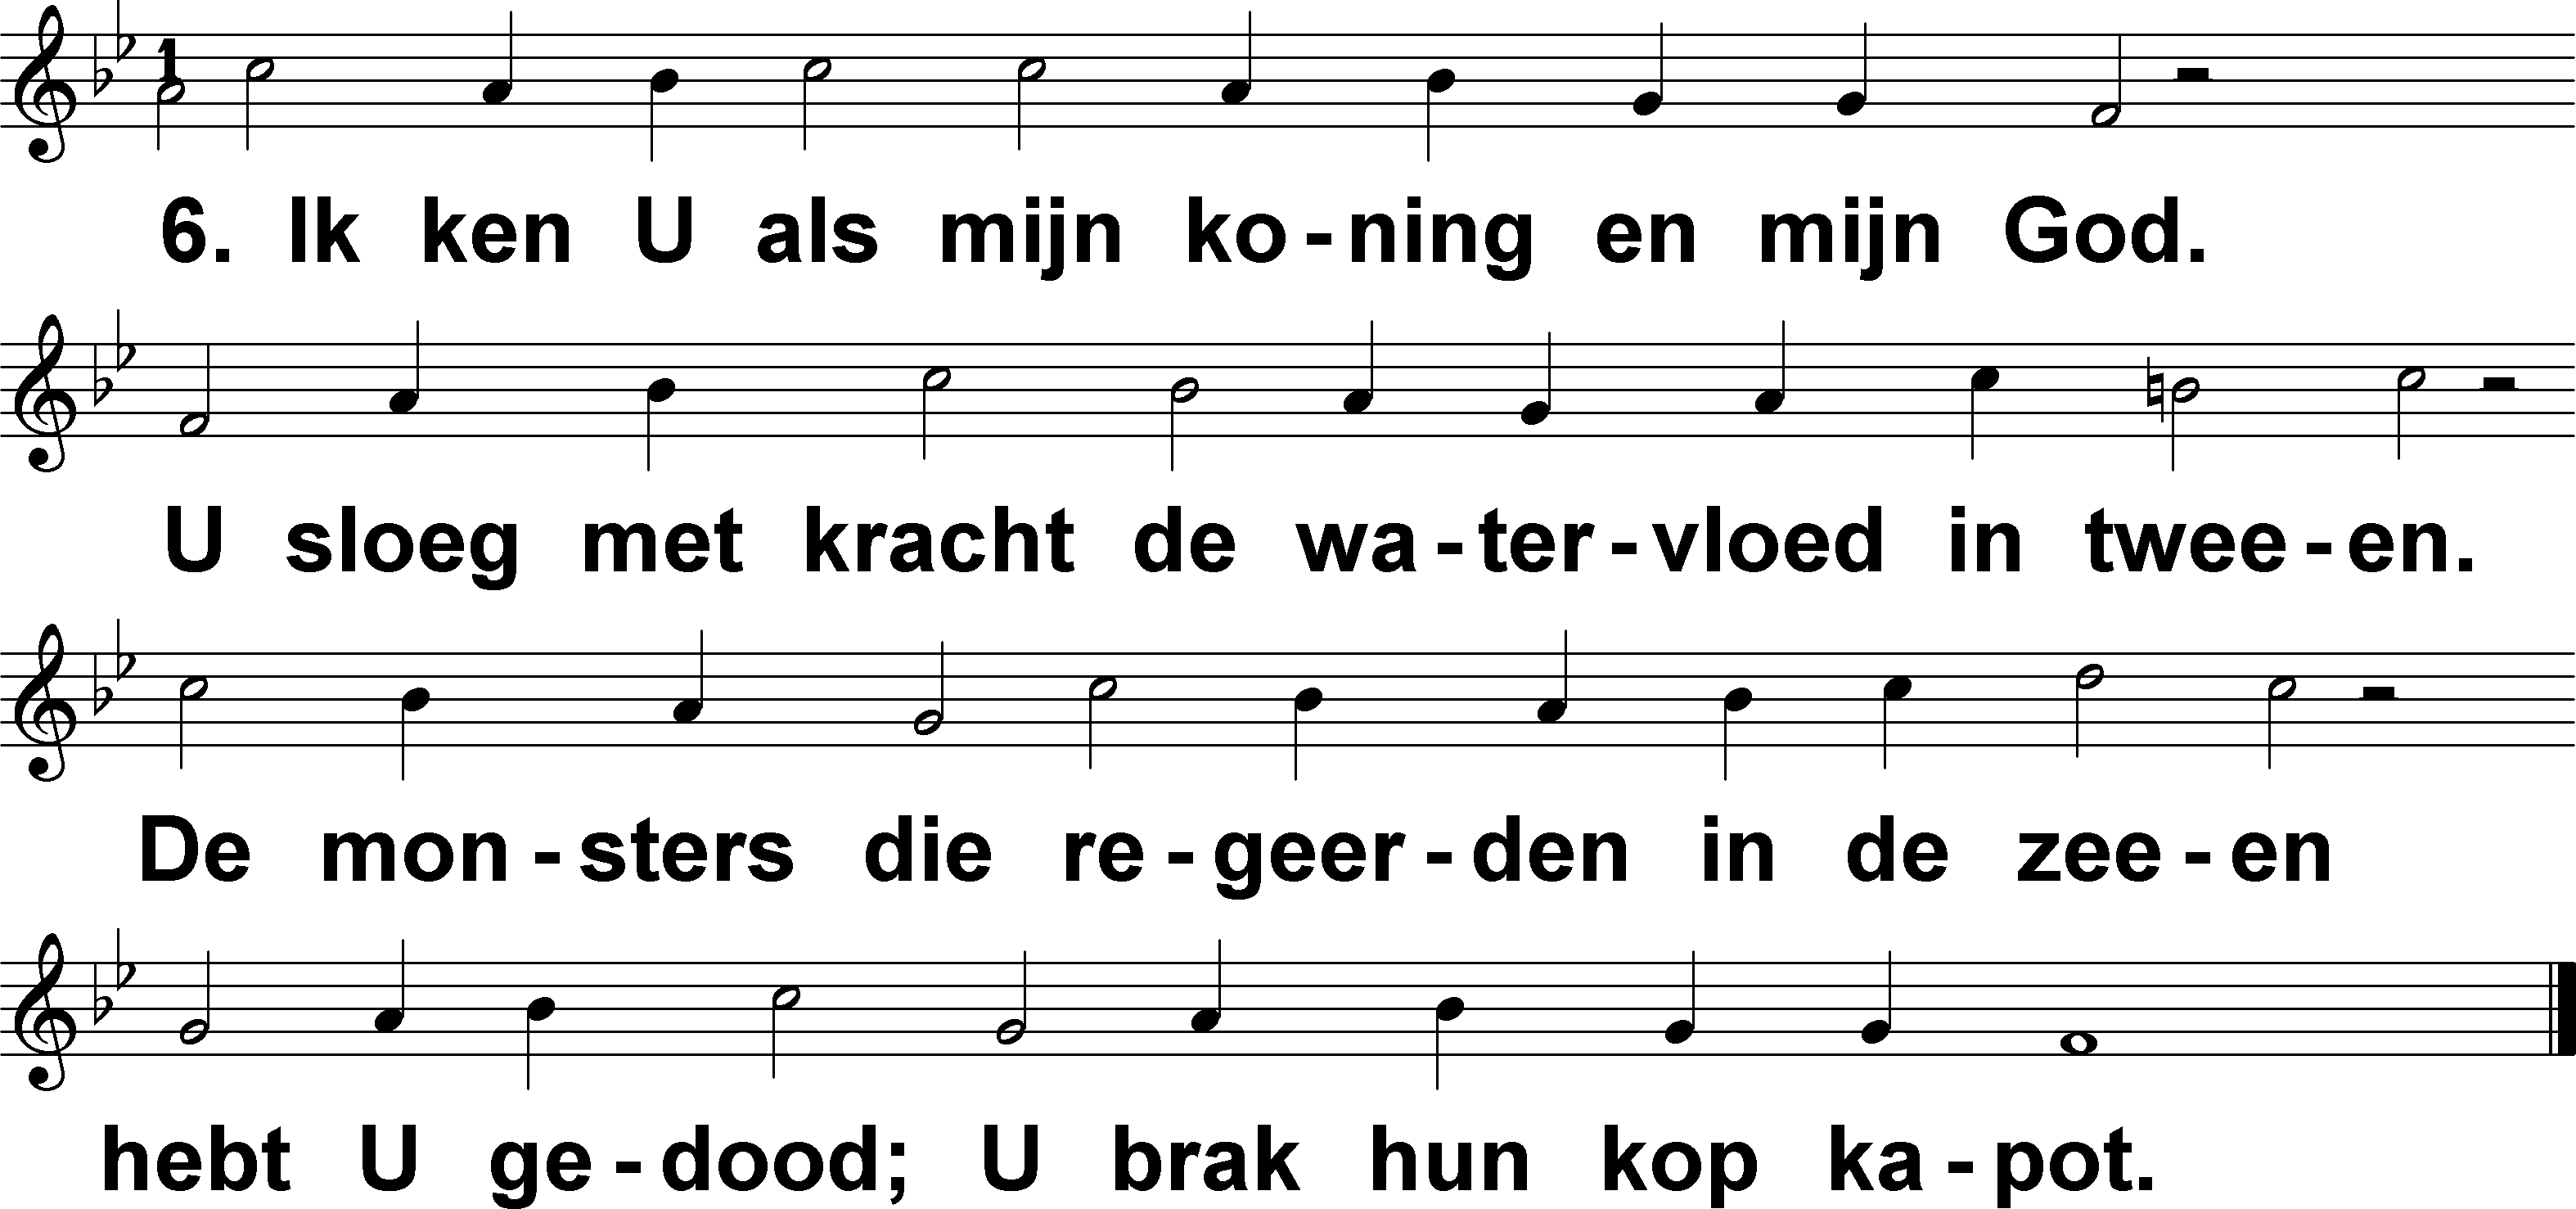 1
6. Ik ken U als mijn ko - ning en mijn God.
U sloeg met kracht de wa - ter - vloed in twee - en.
De mon - sters die re - geer - den in de zee - en
hebt U ge - dood; U brak hun kop ka - pot.